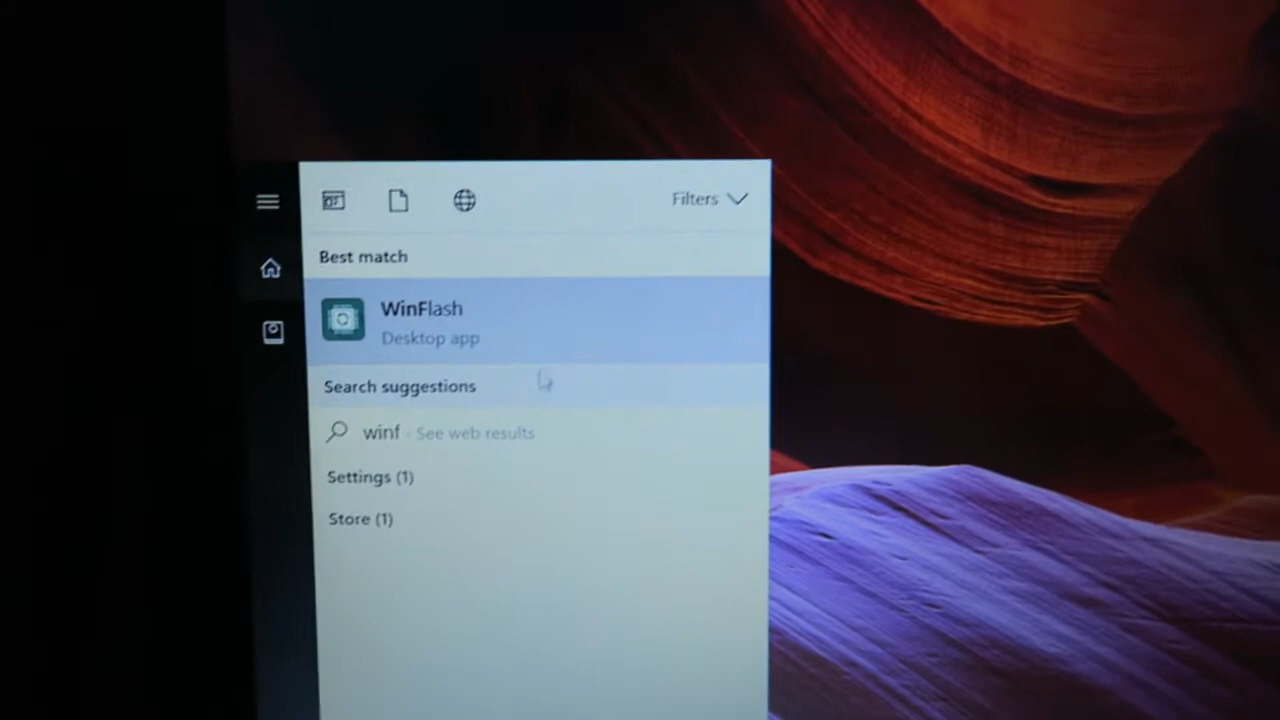 Filters
Best match
WinFlash
Desktop app
Search suggestions
winf - See web results
Settings (1)
Store (1)